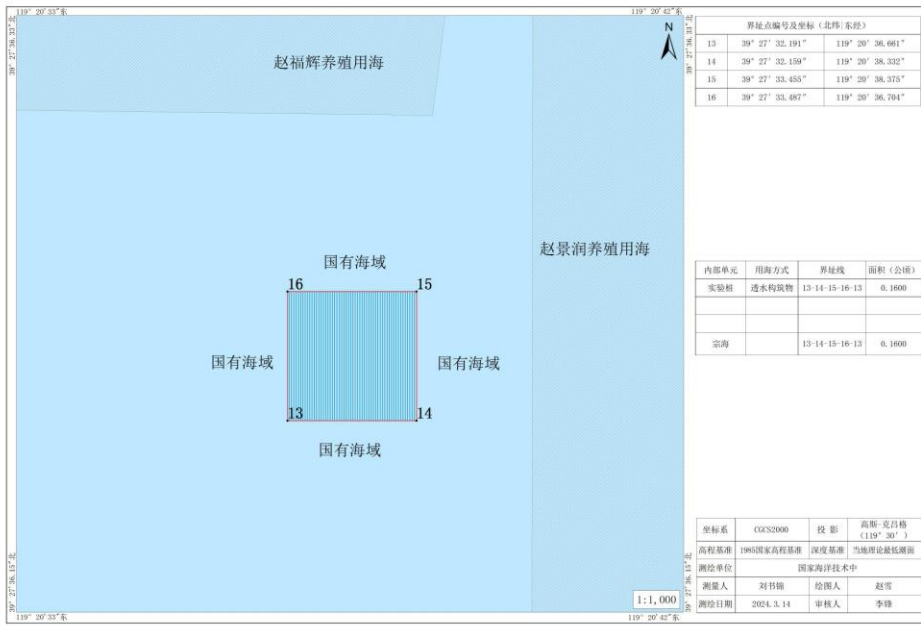 119° 20′ 33″东
119° 20′ 42″东
39° 27′ 36.33″北
39° 27′ 36.33″北
N
赵福辉养殖用海
赵景润养殖用海
国有海域
16 15
国有海域 国有海域
13 14
国有海域
1:1,000
39° 27′ 36.15″北
39° 27′ 36.15″北
119° 20′ 33″东
119° 20′ 42″东
界址点编号及坐标（北纬|东经）
13 39° 27′ 32.191″ 119° 20′ 36.661″
14 39° 27′ 32.159″ 119° 20′ 38.332″
15 39° 27′ 33.455″ 119° 20′ 38.375″
16 39° 27′ 33.487″ 119° 20′ 36.704″
内部单元 用海方式 界址线 面积（公顷）
实验桩 透水构筑物 13-14-15-16-13 0.1600
宗海 13-14-15-16-13 0.1600
坐标系 CGCS2000 投 影 高斯-克吕格
（119° 30′）
高程基准 1985国家高程基准 深度基准 当地理论最低潮面
测绘单位 国家海洋技术中
测量人 刘书锦 绘图人 赵雪
测绘日期 2024.3.14 审核人 李锋